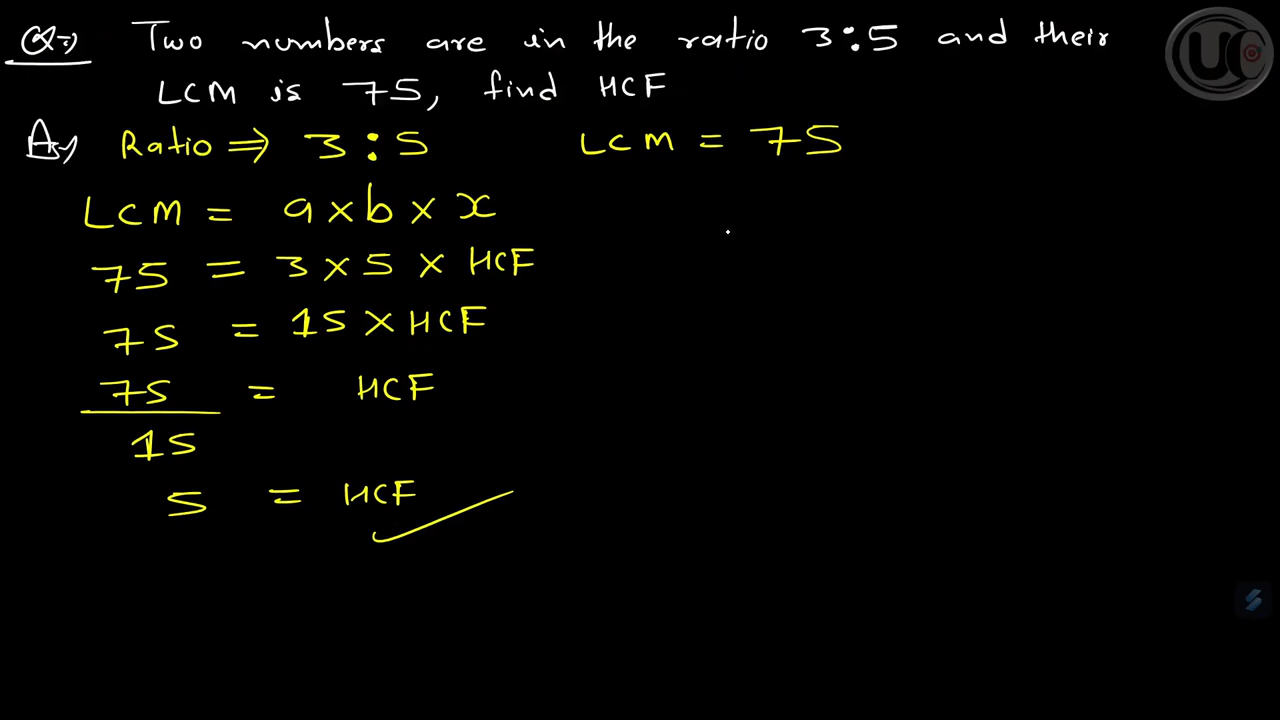 Q:-) Two numbers are in the ratio 3:5 and their
LCM is 75, find HCF
A:-) Ratio ⇒ 3:5 LCM = 75
LCM = a × b × x
75 = 3 × 5 × HCF
75 = 15 × HCF
75 = HCF
15
5 = HCF
UC